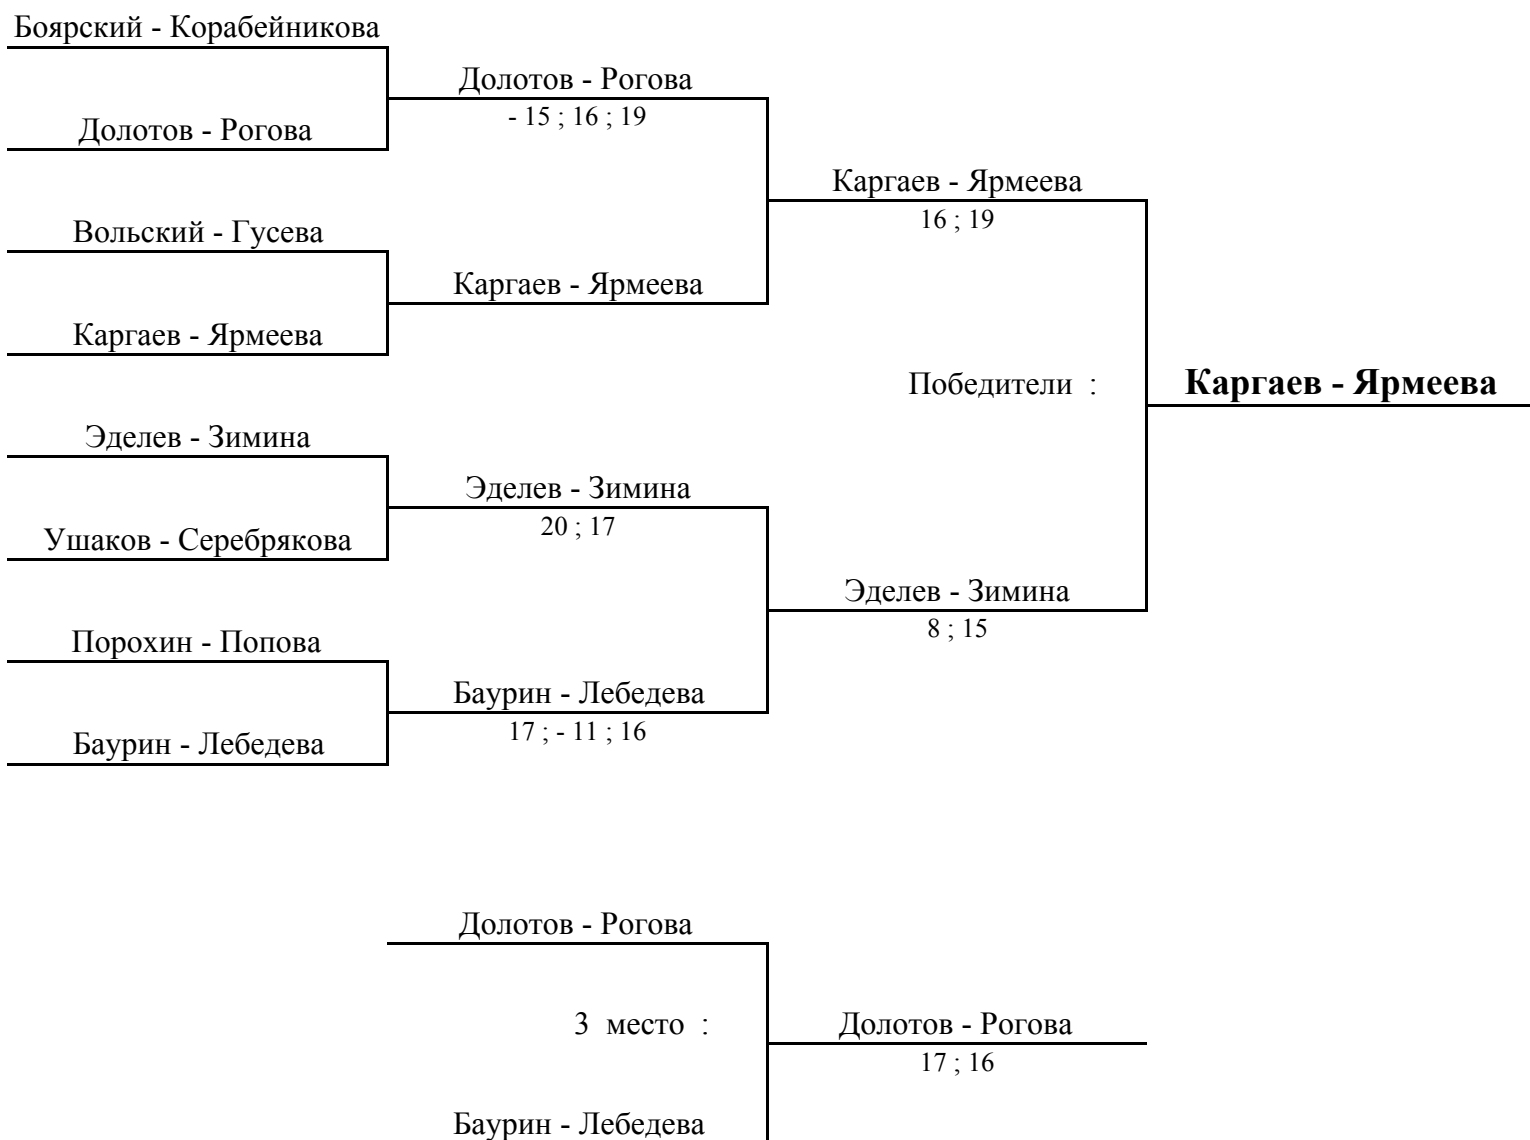 Боярский - Корабейникова
Долотов - Рогова
- 15 ; 16 ; 19
Долотов - Рогова
Каргаев - Ярмеева
16 ; 19
Вольский - Гусева
Каргаев - Ярмеева
Каргаев - Ярмеева
Победители :
Каргаев - Ярмеева
Эделев - Зимина
Эделев - Зимина
20 ; 17
Ушаков - Серебрякова
Эделев - Зимина
8 ; 15
Порохин - Попова
Баурин - Лебедева
17 ; - 11 ; 16
Баурин - Лебедева
Долотов - Рогова
3 место :
Долотов - Рогова
17 ; 16
Баурин - Лебедева